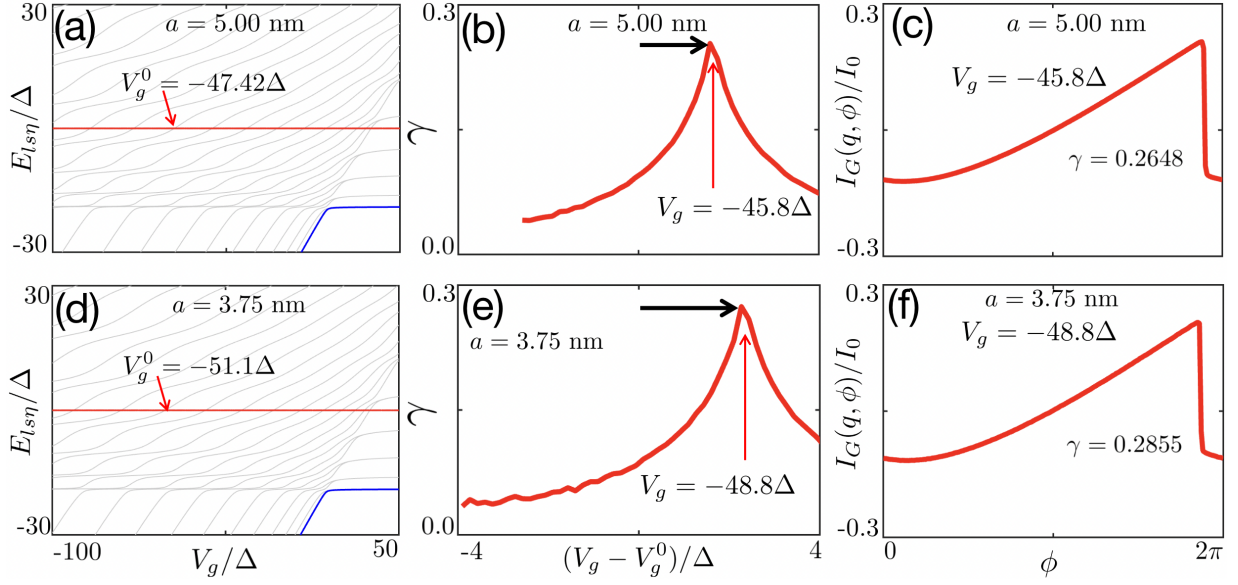 30
(a)
a = 5.00 nm
V_g^0 = −47.42Δ
E_{lsη}/Δ
-30
0.3
(b)
a = 5.00 nm
γ
V_g = −45.8Δ
0.0
0.3
(c)
a = 5.00 nm
V_g = −45.8Δ
I_G(q, ϕ)/I_0
γ = 0.2648
-0.3
30
(d)
a = 3.75 nm
V_g^0 = −51.1Δ
E_{lsη}/Δ
-30
-100
V_g/Δ
50
0.3
(e)
a = 3.75 nm
γ
V_g = −48.8Δ
0.0
-4
(V_g − V_g^0)/Δ
4
0.3
(f)
a = 3.75 nm
V_g = −48.8Δ
I_G(q, ϕ)/I_0
γ = 0.2855
-0.3
0
ϕ
2π